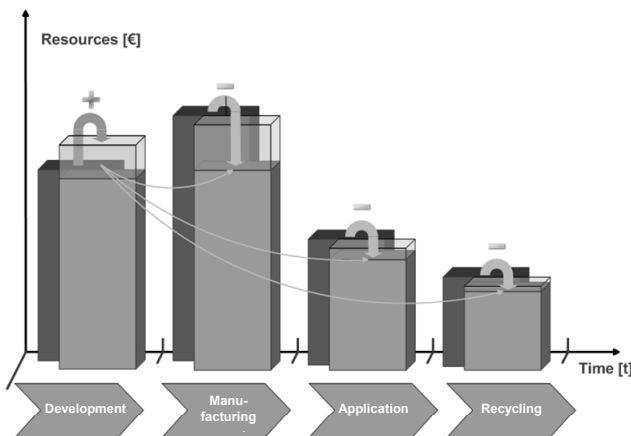 Resources [€]
+
−
−
−
Time [t]
Development
Manu-
facturing
Application
Recycling